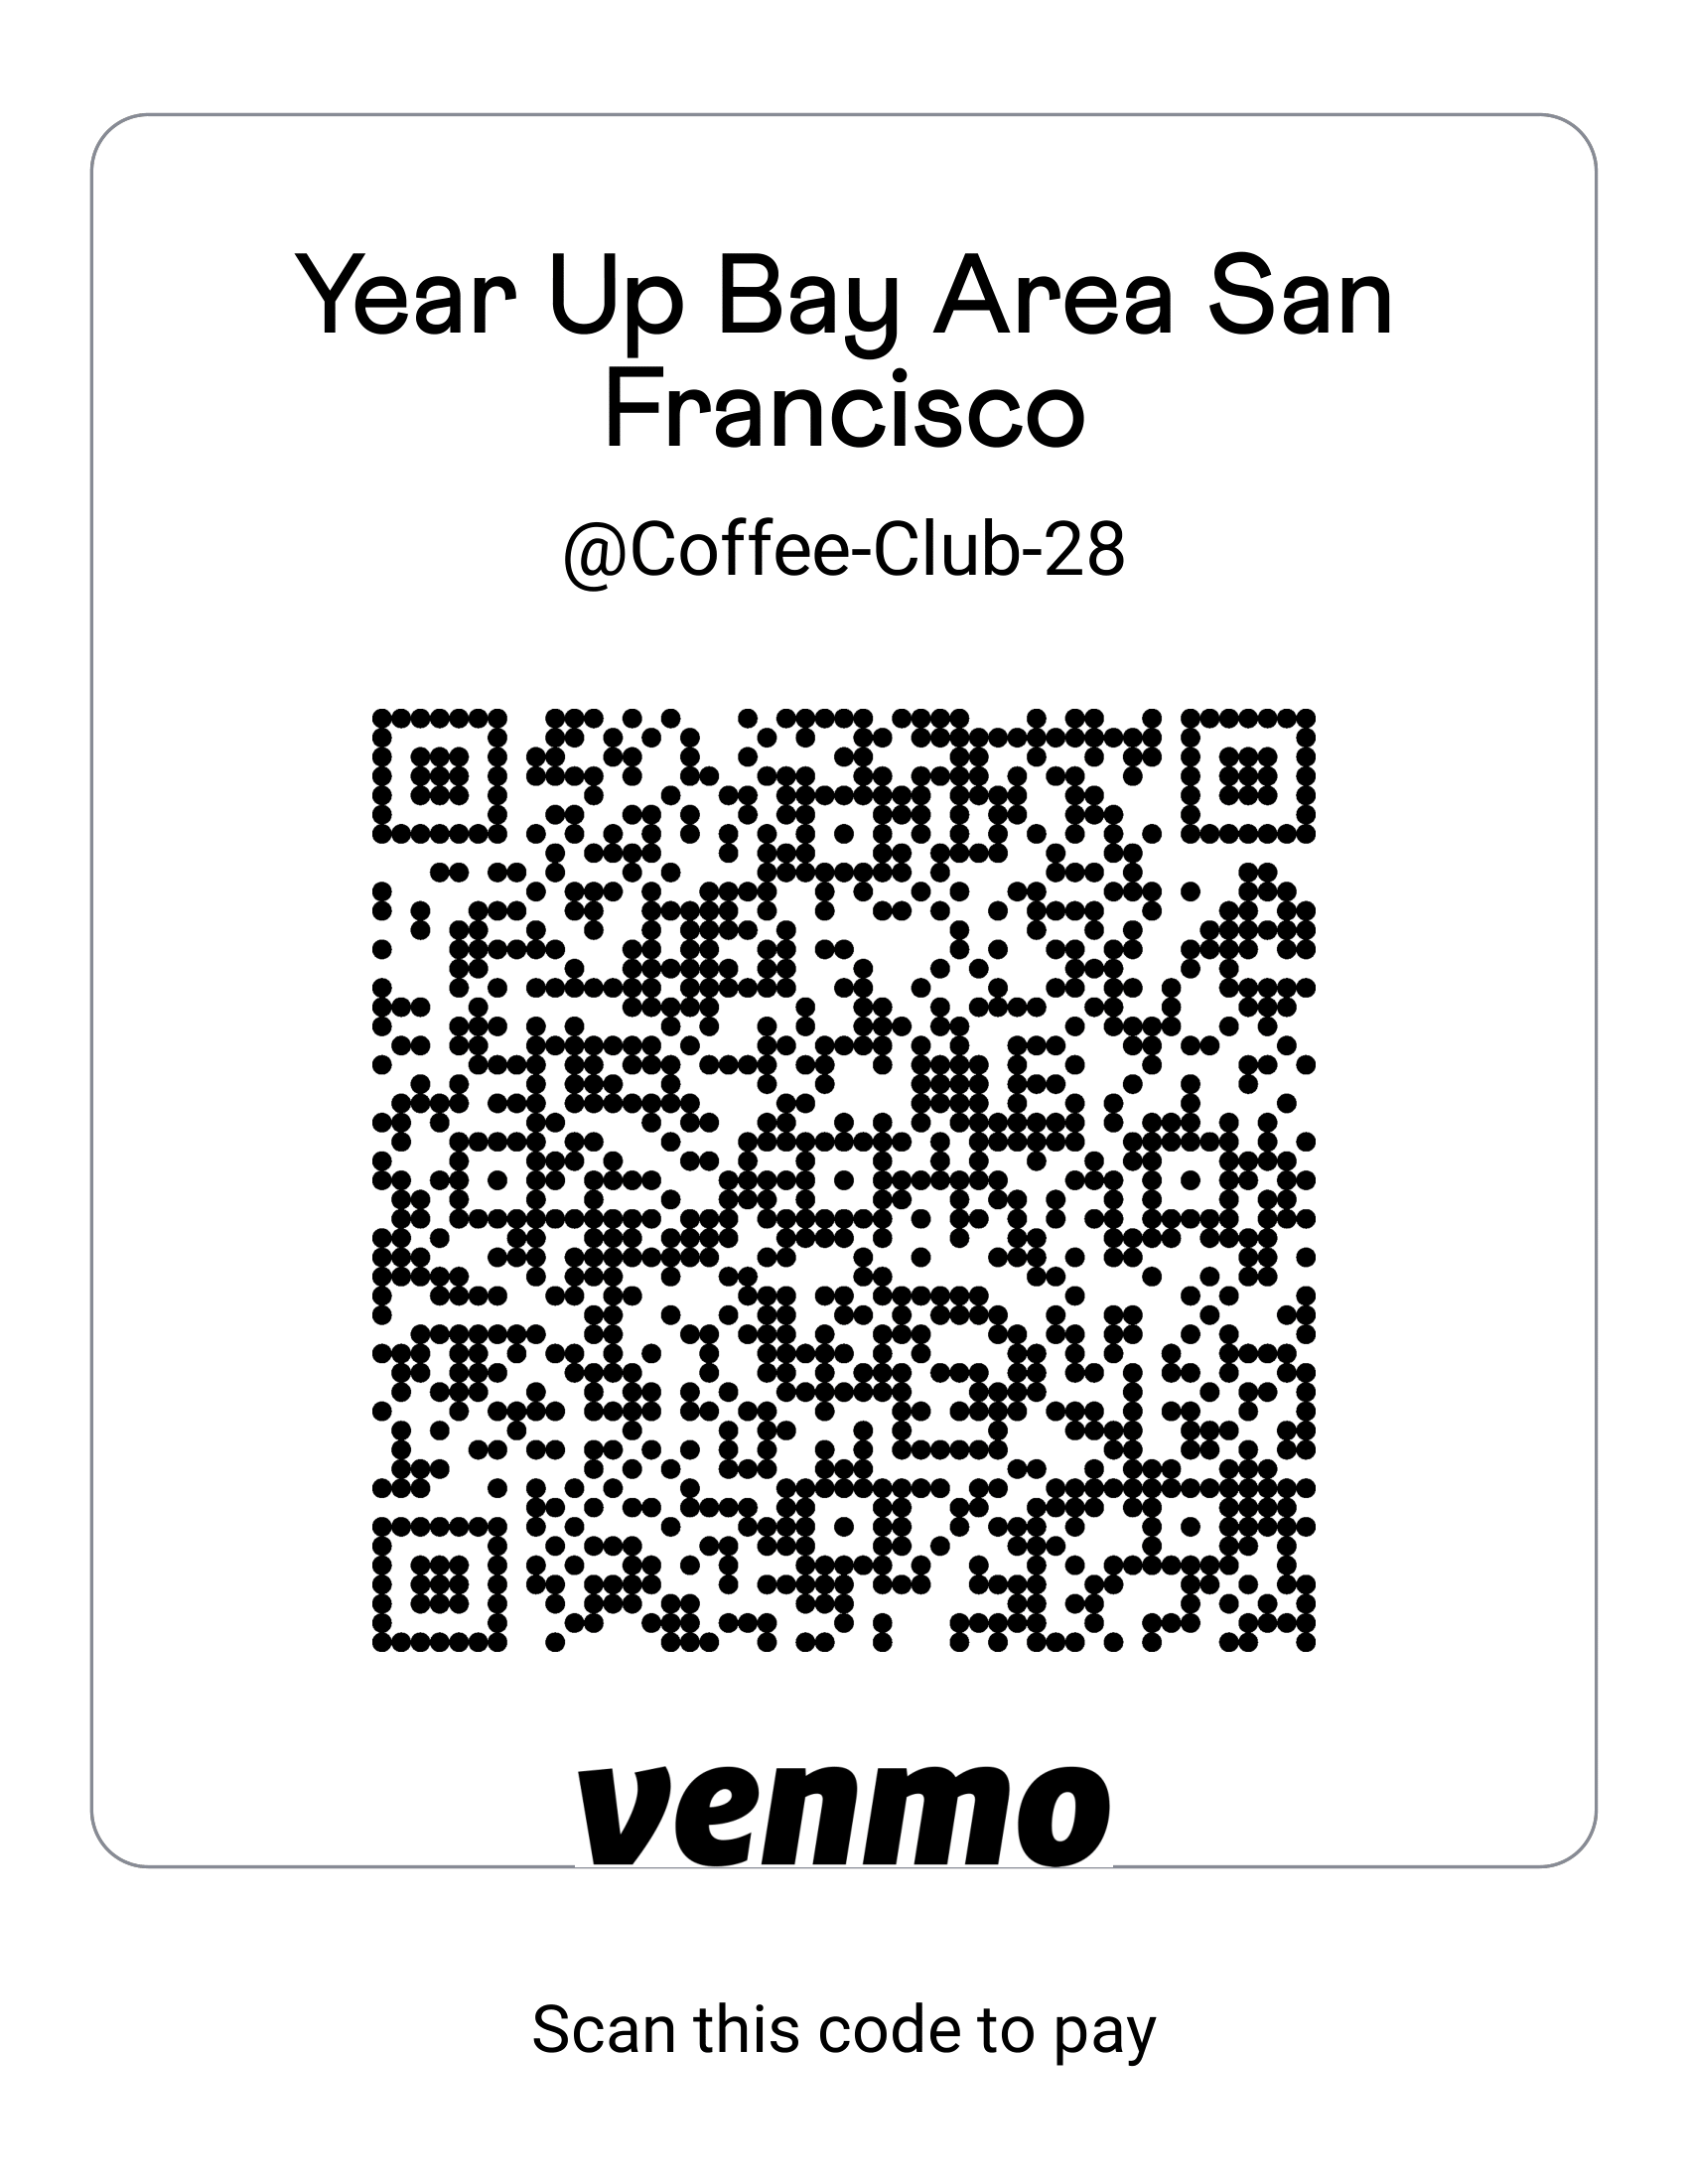 Year Up Bay Area San
Francisco
@Coffee-Club-28
venmo
Scan this code to pay